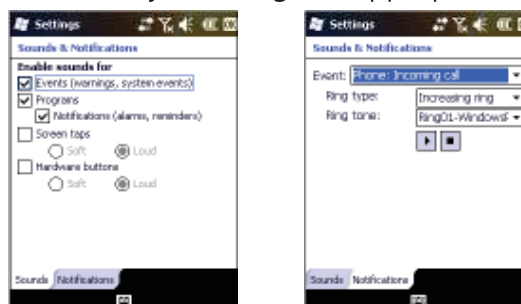 Settings
Sounds & Notifications
Enable sounds for
Events (warnings, system events)
Programs
Notifications (alarms, reminders)
Screen taps
Soft Loud
Hardware buttons
Soft Loud
Sounds Notifications
Settings
Sounds & Notifications
Event: Phone: Incoming call
Ring type: Increasing ring
Ring tone: Ring01-Windows
Sounds Notifications